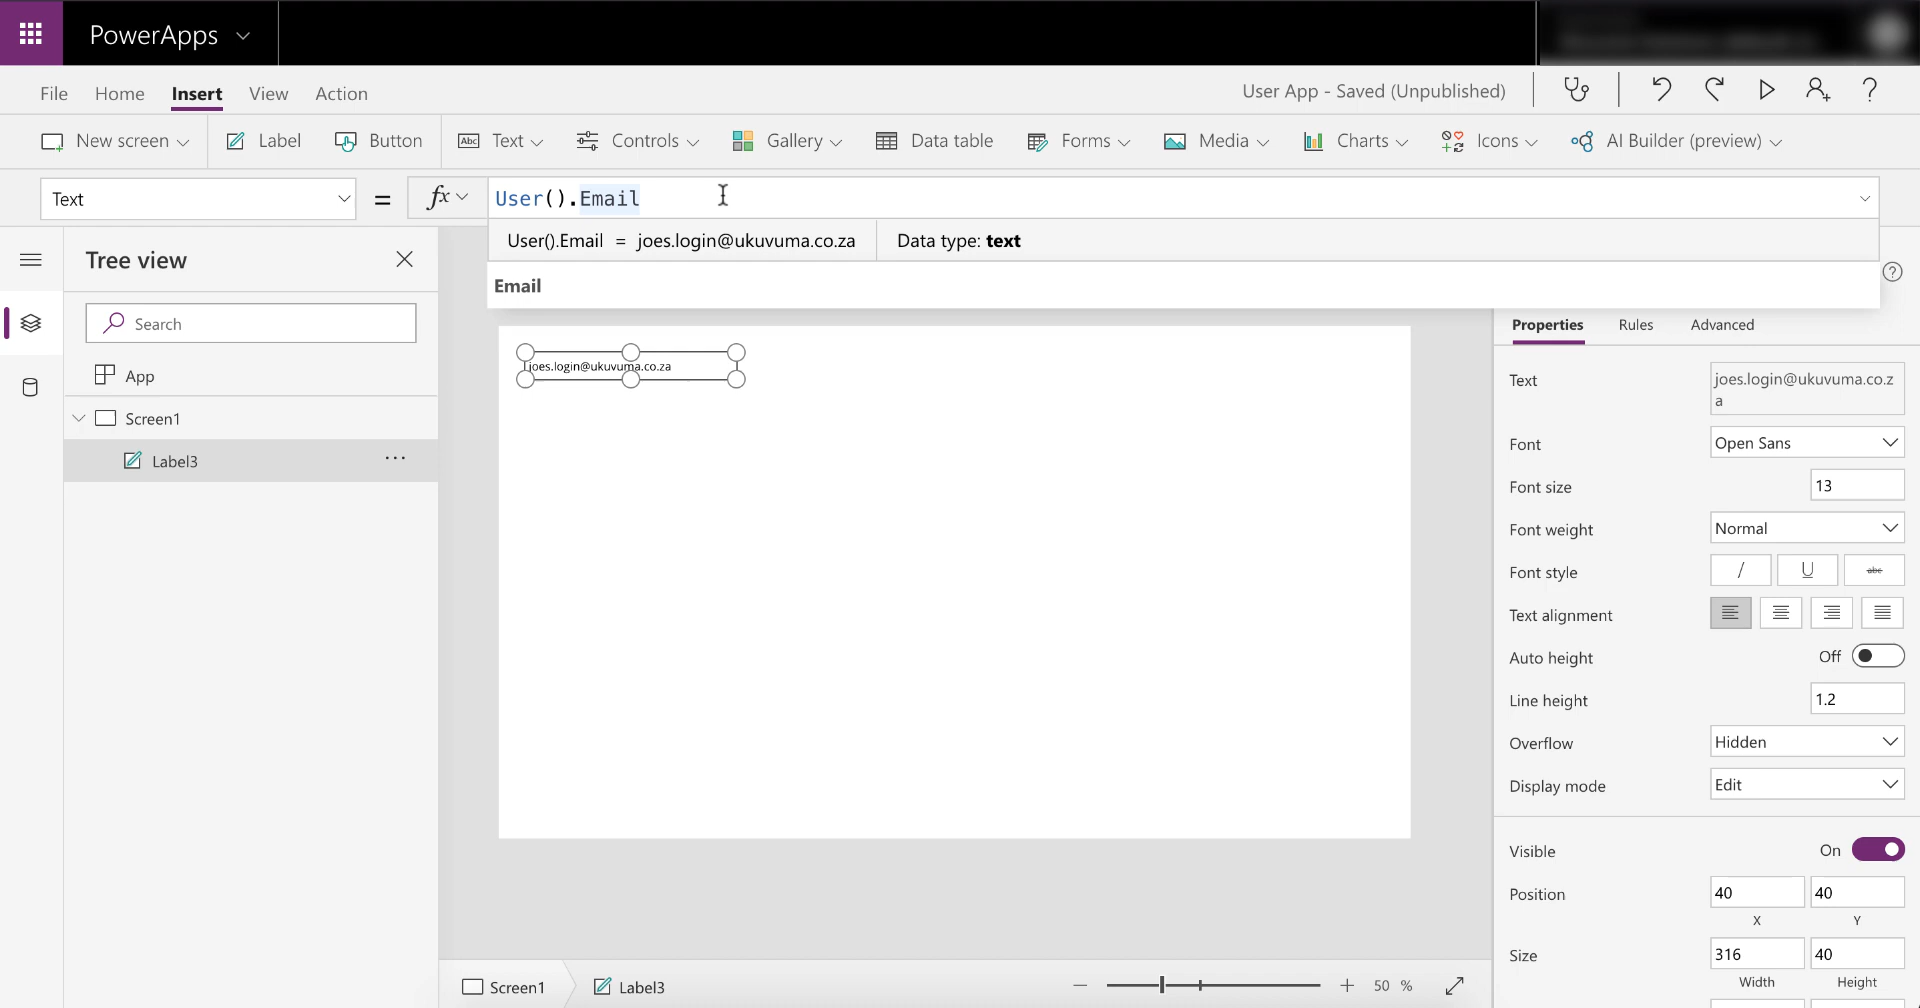 PowerApps
File Home Insert View Action
User App - Saved (Unpublished)
?
New screen Label Button Abc Text Controls Gallery Data table Forms Media Charts Icons AI Builder (preview)
Text = fx User().Email
User().Email = joes.login@ukuvuma.co.za Data type: text
Email
Tree view
?
Search
App
Screen1
Label3 ...
joes.login@ukuvuma.co.za
Properties Rules Advanced
Text joes.login@ukuvuma.co.z
a
Font Open Sans
Font size 13
Font weight Normal
Font style / U abc
Text alignment
Auto height Off
Line height 1.2
Overflow Hidden
Display mode Edit
Visible On
Position 40 40
X Y
Size 316 40
Width Height
Screen1 Label3 50 %